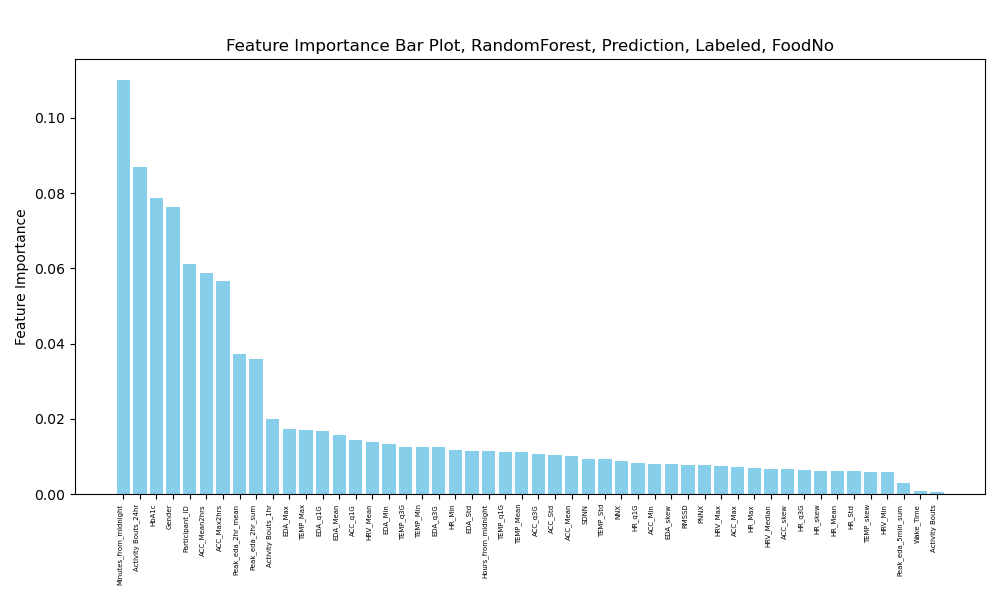 Feature Importance Bar Plot, RandomForest, Prediction, Labeled, FoodNo
Feature Importance
0.10
0.08
0.06
0.04
0.02
0.00
Minutes_from_midnight
Activity Bouts_24hr
HbA1c
Gender
Participant_ID
ACC_Mean2hrs
ACC_Max2hrs
Peak_eda_2hr_mean
Peak_eda_2hr_sum
Activity Bouts_1hr
EDA_Max
TEMP_Max
EDA_q1G
EDA_Mean
ACC_q1G
HRV_Mean
EDA_Min
TEMP_q3G
TEMP_Min
EDA_q3G
HR_Min
EDA_Std
Hours_from_midnight
TEMP_q1G
TEMP_Mean
ACC_q3G
ACC_Std
ACC_Mean
SDNN
TEMP_Std
NNX
HR_q1G
ACC_Min
EDA_skew
RMSSD
PNNX
HRV_Max
ACC_Max
HR_Max
HRV_Median
ACC_skew
HR_q3G
HR_skew
HR_Mean
HR_Std
TEMP_skew
HRV_Min
Peak_eda_5min_sum
Wake_Time
Activity Bouts